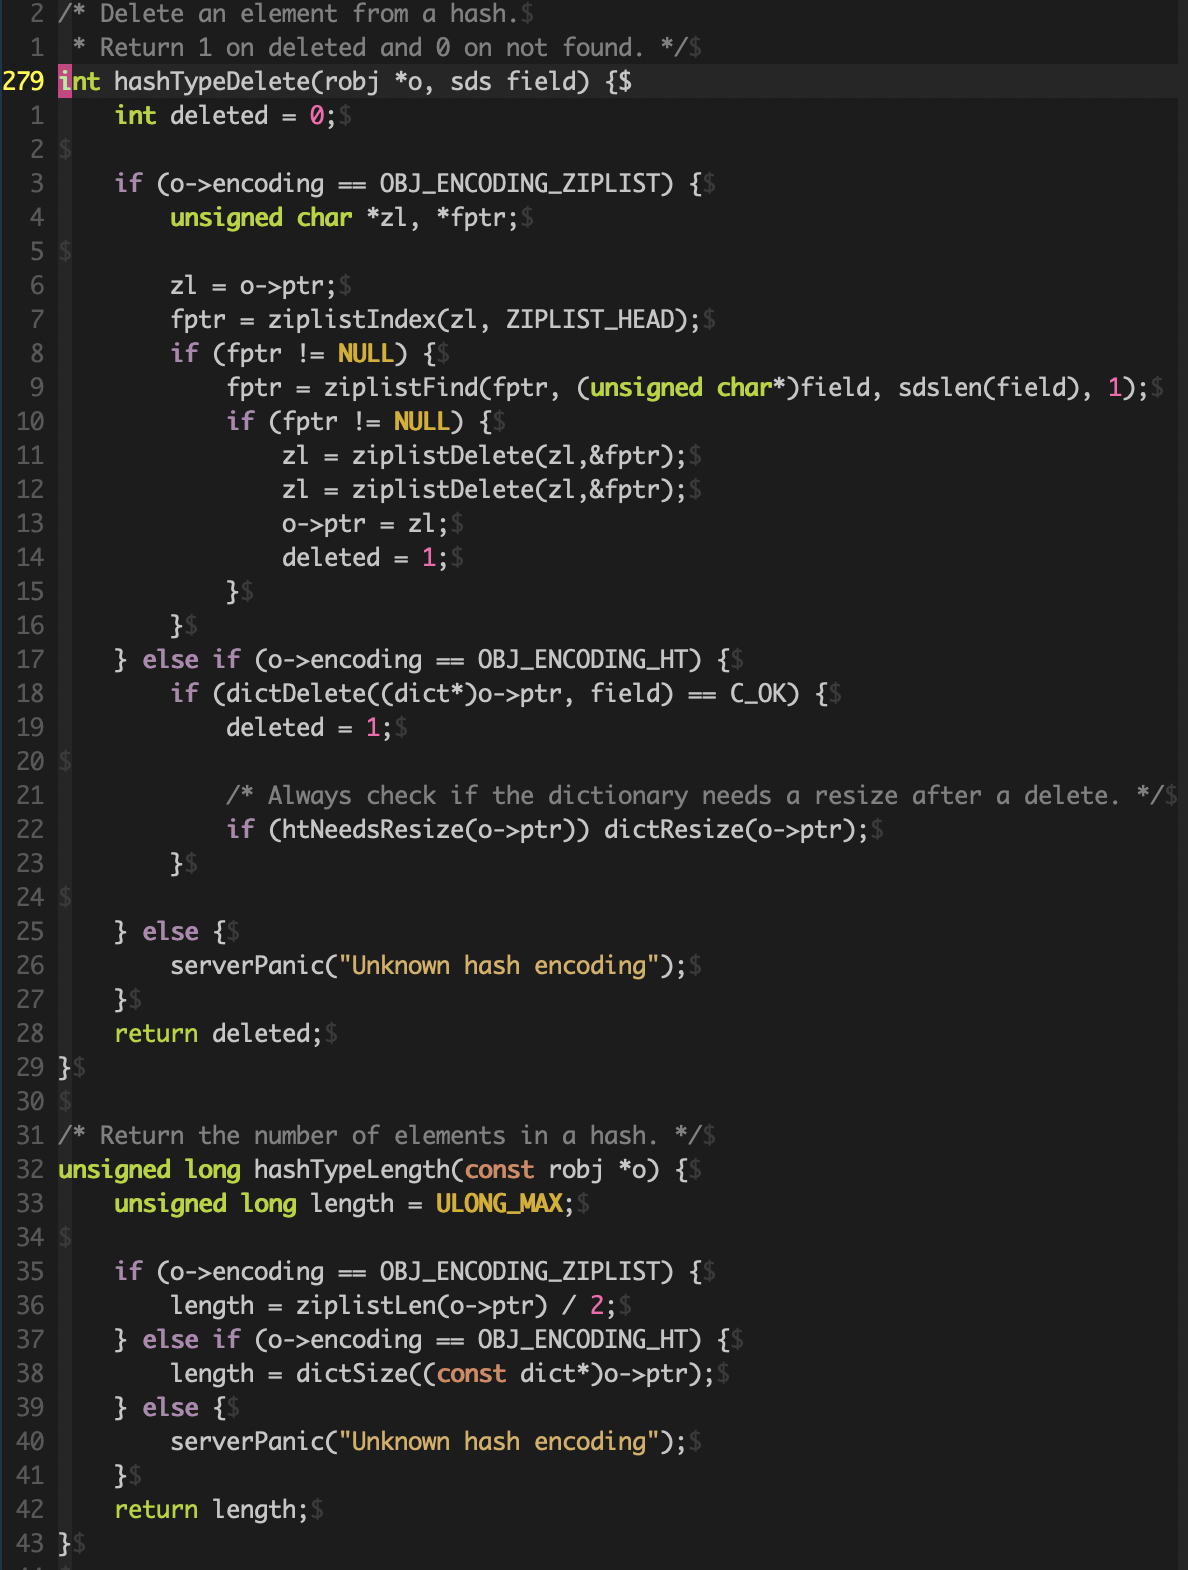 2 /* Delete an element from a hash.$
1  * Return 1 on deleted and 0 on not found. */$
279 int hashTypeDelete(robj *o, sds field) {$
1     int deleted = 0;$
2 $
3     if (o->encoding == OBJ_ENCODING_ZIPLIST) {$
4         unsigned char *zl, *fptr;$
5 $
6         zl = o->ptr;$
7         fptr = ziplistIndex(zl, ZIPLIST_HEAD);$
8         if (fptr != NULL) {$
9             fptr = ziplistFind(fptr, (unsigned char*)field, sdslen(field), 1);$
10             if (fptr != NULL) {$
11                 zl = ziplistDelete(zl,&fptr);$
12                 zl = ziplistDelete(zl,&fptr);$
13                 o->ptr = zl;$
14                 deleted = 1;$
15             }$
16         }$
17     } else if (o->encoding == OBJ_ENCODING_HT) {$
18         if (dictDelete((dict*)o->ptr, field) == C_OK) {$
19             deleted = 1;$
20 $
21             /* Always check if the dictionary needs a resize after a delete. */$
22             if (htNeedsResize(o->ptr)) dictResize(o->ptr);$
23         }$
24 $
25     } else {$
26         serverPanic("Unknown hash encoding");$
27     }$
28     return deleted;$
29 }$
30 $
31 /* Return the number of elements in a hash. */$
32 unsigned long hashTypeLength(const robj *o) {$
33     unsigned long length = ULONG_MAX;$
34 $
35     if (o->encoding == OBJ_ENCODING_ZIPLIST) {$
36         length = ziplistLen(o->ptr) / 2;$
37     } else if (o->encoding == OBJ_ENCODING_HT) {$
38         length = dictSize((const dict*)o->ptr);$
39     } else {$
40         serverPanic("Unknown hash encoding");$
41     }$
42     return length;$
43 }$